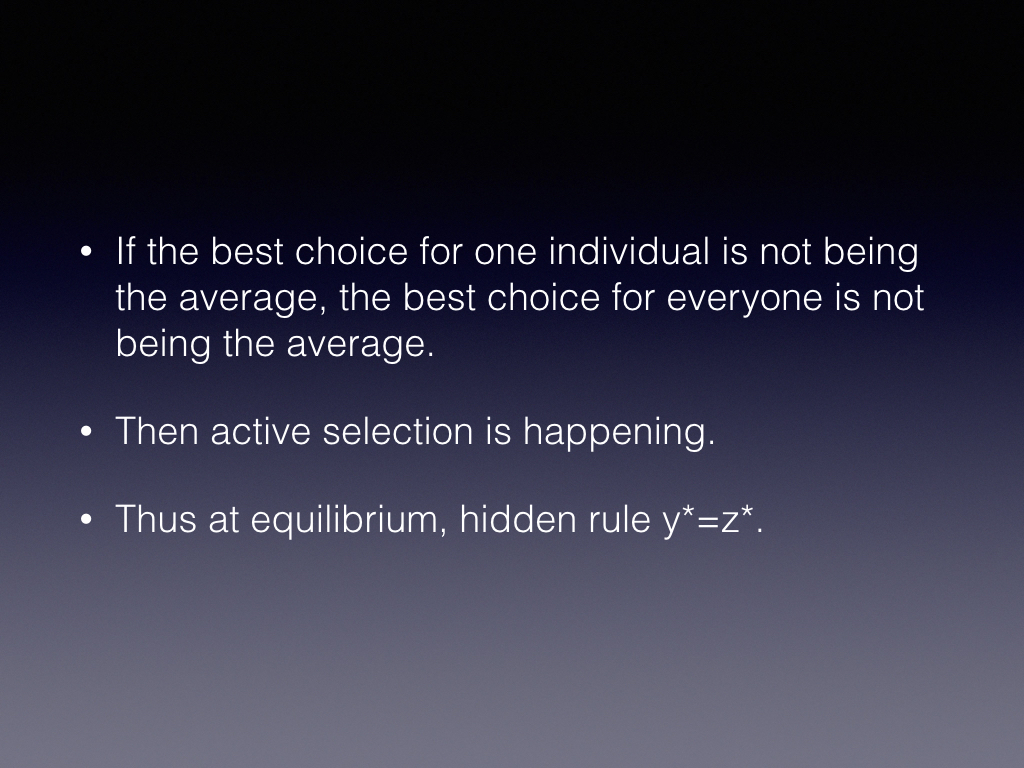 • If the best choice for one individual is not being
the average, the best choice for everyone is not
being the average.
• Then active selection is happening.
• Thus at equilibrium, hidden rule y*=z*.